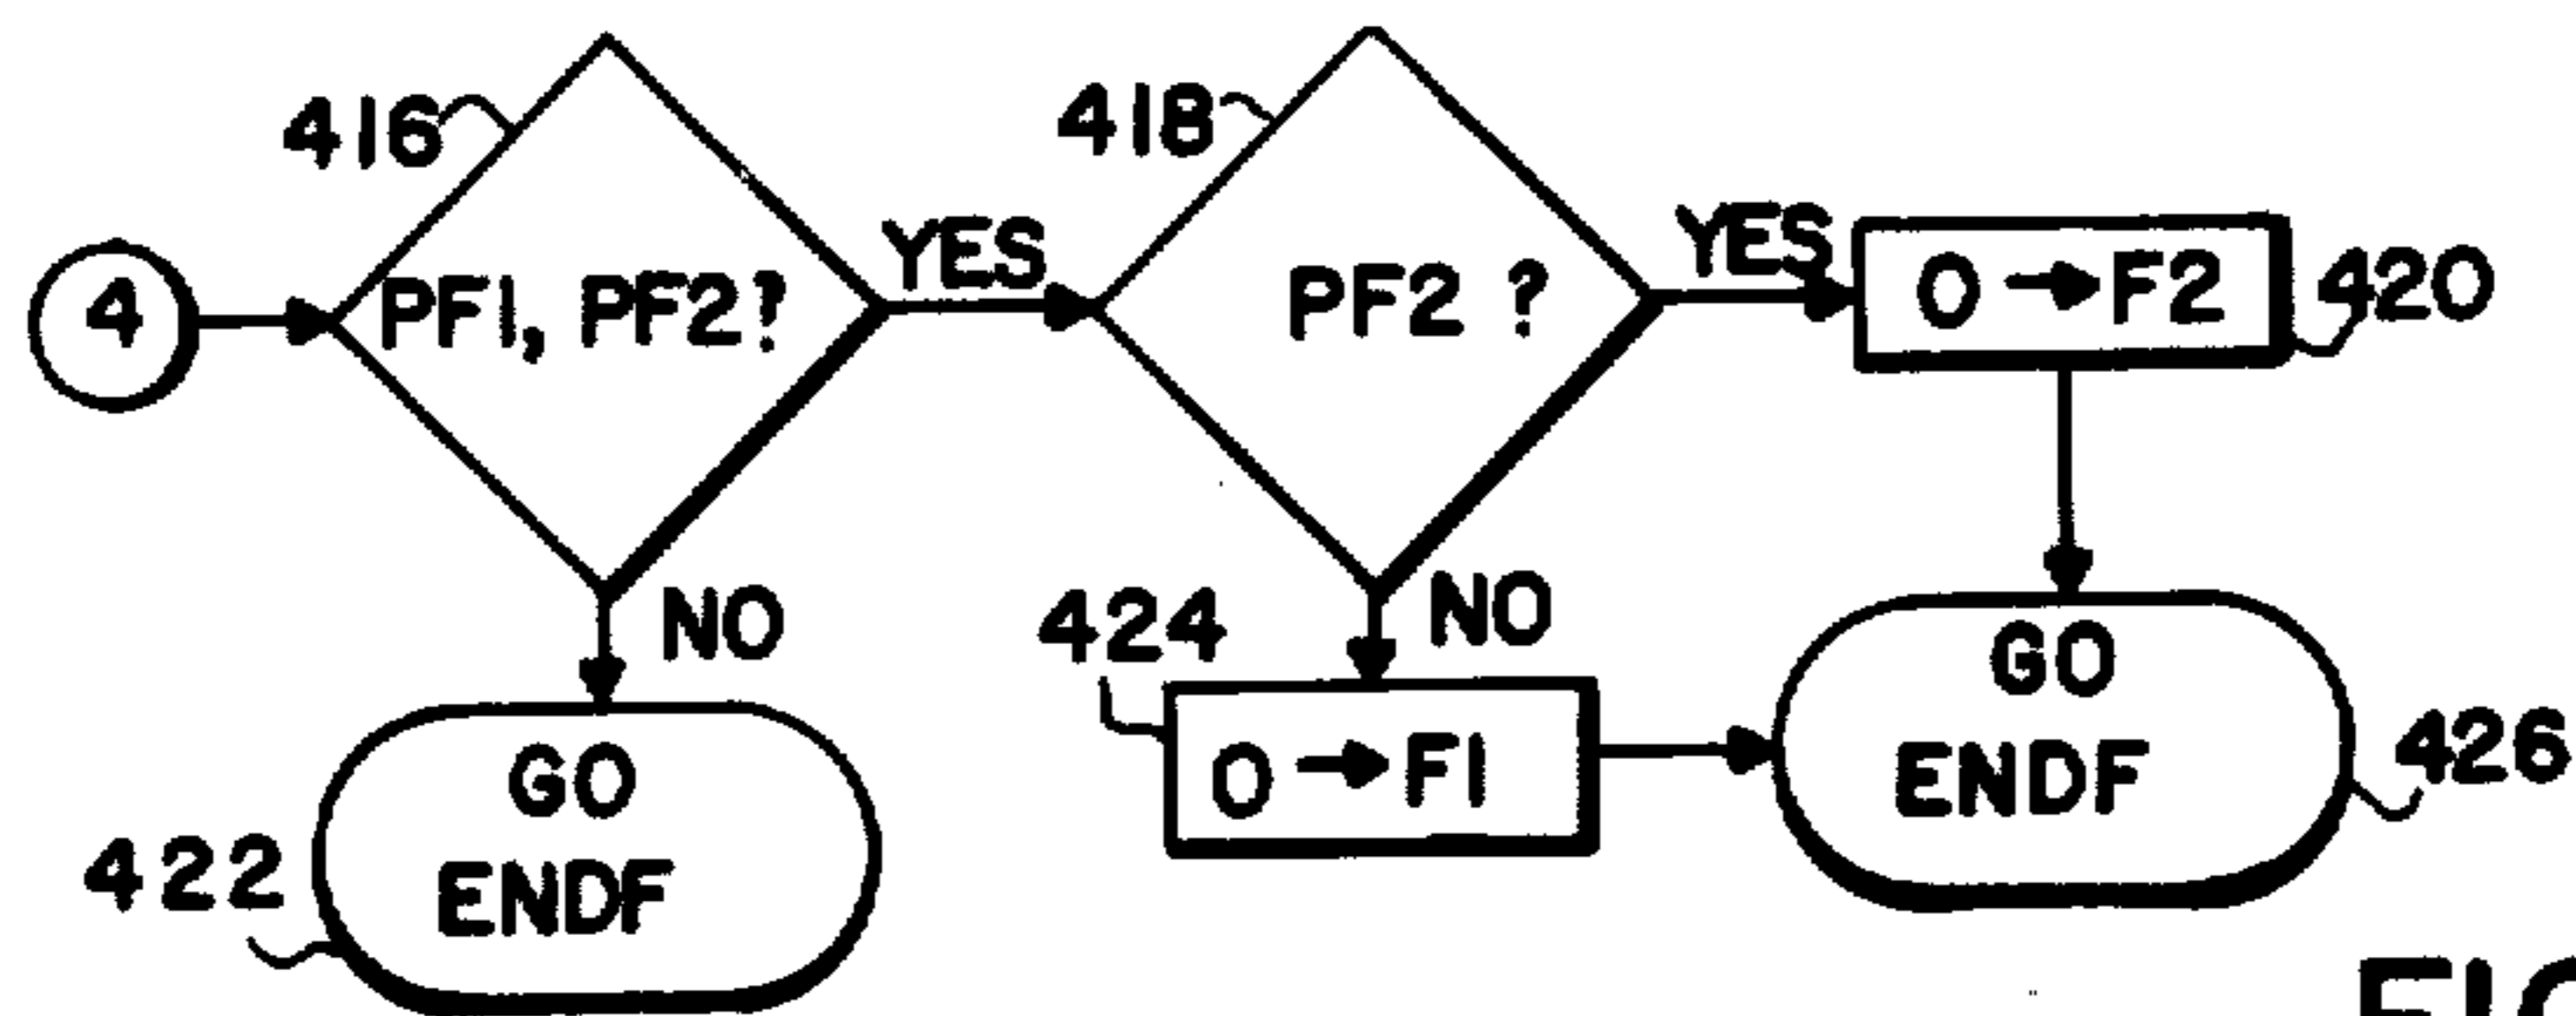 416
418
4
PF1, PF2?
YES
PF2 ?
YES
0 → F2
420
NO
424
NO
GO
ENDF
422
0 → F1
GO
ENDF
426